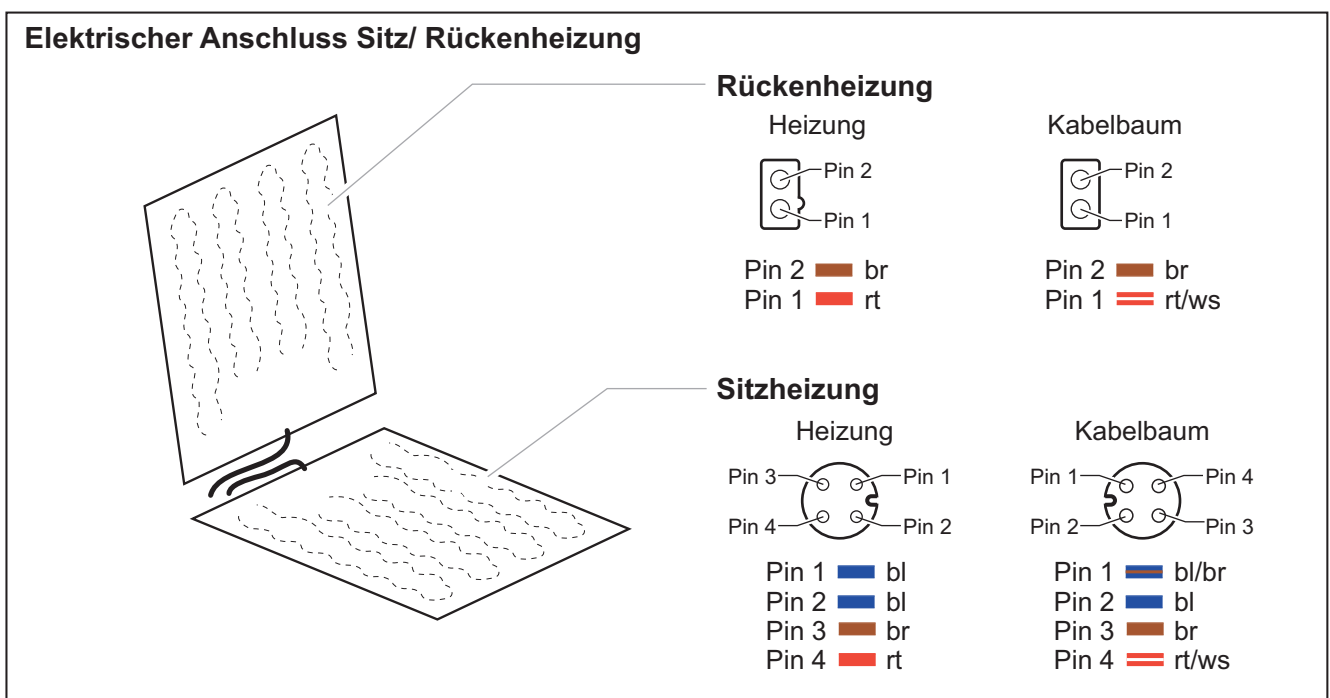 Elektrischer Anschluss Sitz/ Rückenheizung
Rückenheizung
Heizung
Pin 2
Pin 1
Pin 2 br
Pin 1 rt
Kabelbaum
Pin 2
Pin 1
Pin 2 br
Pin 1 rt/ws
Sitzheizung
Heizung
Pin 3 Pin 1
Pin 4 Pin 2
Pin 1 bl
Pin 2 bl
Pin 3 br
Pin 4 rt
Kabelbaum
Pin 1 Pin 4
Pin 2 Pin 3
Pin 1 bl/br
Pin 2 bl
Pin 3 br
Pin 4 rt/ws